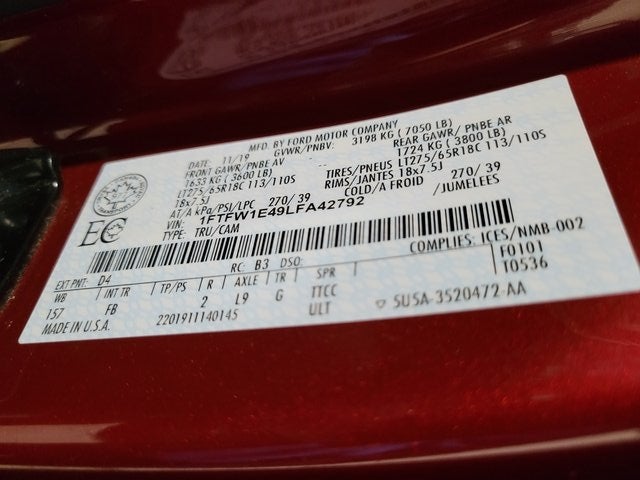 MFD. BY FORD MOTOR COMPANY
DATE: 11/19 GVWR/PNBV: 3198 KG ( 7050 LB)
FRONT GAWR/PNBE AV REAR GAWR/ PNBE AR
1633 KG ( 3600 LB) 1724 KG ( 3800 LB)
LT275/65R18C 113/110S TIRES/PNEUS LT275/65R18C 113/110S
18x7.5J RIMS/JANTES 18x7.5J
AT/A kPa/PSI/LPC 270/ 39 COLD/A FROID 270/ 39
VIN: 1FTFW1E49LFA42792 /JUMELEES
TYPE: TRU/CAM
EC
COMPLIES: ICES/NMB-002
F0101
T0536
EXT PNT: D4 RC: B3 DSO:
WB INT TR TP/PS R AXLE TR SPR
157 FB 2 L9 G TTCC
ULT
MADE IN U.S.A. 2201911140145 5U5A-3520472-AA